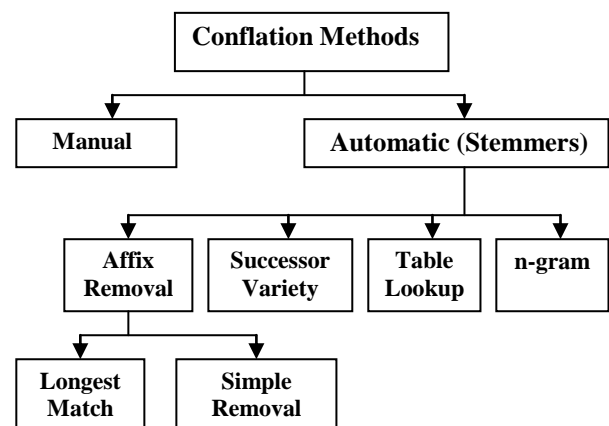 Conflation Methods
Manual
Automatic (Stemmers)
Affix
Removal
Successor
Variety
Table
Lookup
n-gram
Longest
Match
Simple
Removal